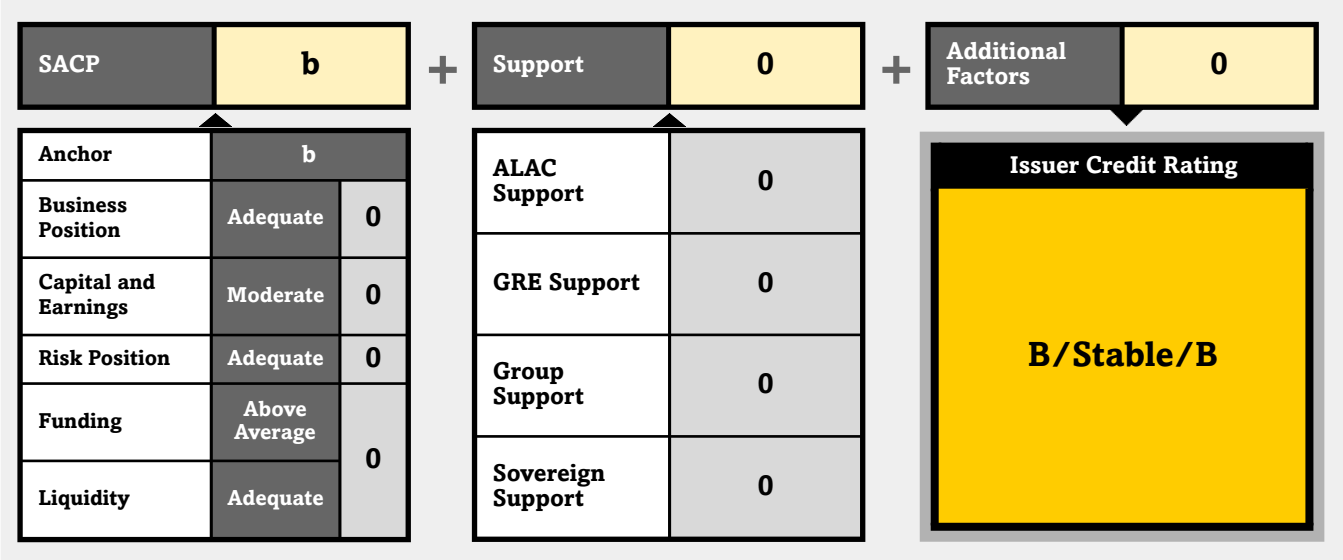 SACP b + Support 0 + Additional Factors 0
Anchor b
Business Position Adequate 0
Capital and Earnings Moderate 0
Risk Position Adequate 0
Funding Above Average 0
Liquidity Adequate
ALAC Support 0
GRE Support 0
Group Support 0
Sovereign Support 0
Issuer Credit Rating
B/Stable/B